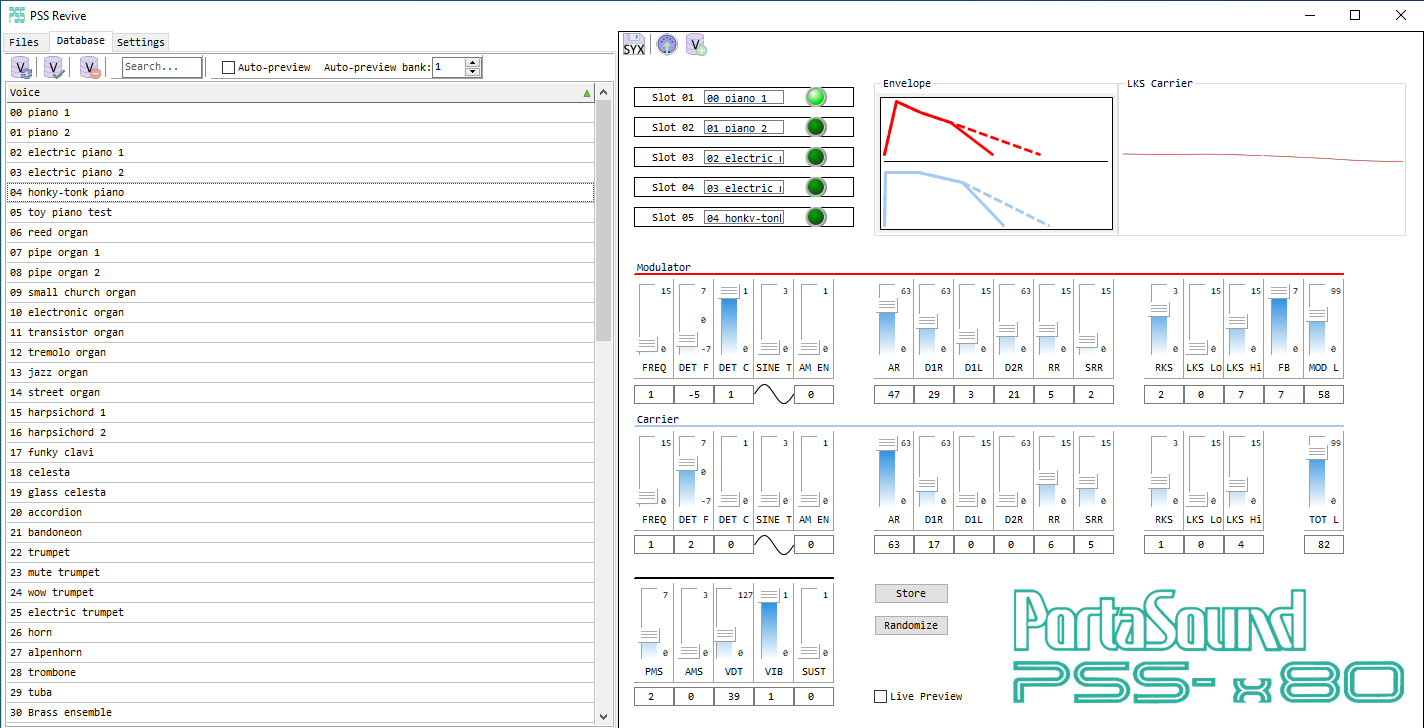 PSS Revive
Files Database Settings
V V V Search... Auto-preview Auto-preview bank: 1
Voice
00 piano 1
01 piano 2
02 electric piano 1
03 electric piano 2
04 honky-tonk piano
05 toy piano test
06 reed organ
07 pipe organ 1
08 pipe organ 2
09 small church organ
10 electronic organ
11 transistor organ
12 tremolo organ
13 jazz organ
14 street organ
15 harpsichord 1
16 harpsichord 2
17 funky clavi
18 celesta
19 glass celesta
20 accordion
21 bandoneon
22 trumpet
23 mute trumpet
24 wow trumpet
25 electric trumpet
26 horn
27 alpenhorn
28 trombone
29 tuba
30 Brass ensemble
SYX V
Slot 01 00 piano 1
Slot 02 01 piano 2
Slot 03 02 electric
Slot 04 03 electric
Slot 05 04 honky-ton
Envelope
LKS Carrier
Modulator
15 7 1 3 1 63 63 15 63 15 15 3 15 15 7 99
0
0 -7 0 0 0 0 0 0 0 0 0 0 0 0 0 0
FREQ DET F DET C SINE T AM EN AR D1R D1L D2R RR SRR RKS LKS Lo LKS Hi FB MOD L
1 -5 1 0 47 29 3 21 5 2 2 0 7 7 58
Carrier
15 7 1 3 1 63 63 15 63 15 15 3 15 15 99
0
0 -7 0 0 0 0 0 0 0 0 0 0 0 0 0
FREQ DET F DET C SINE T AM EN AR D1R D1L D2R RR SRR RKS LKS Lo LKS Hi TOT L
1 2 0 0 63 17 0 0 6 5 1 0 4 82
7 3 127 1 1
0 0 0 0 0
PMS AMS VDT VIB SUST
2 0 39 1 0
Store
Randomize
Live Preview
PortaSound
PSS-x80